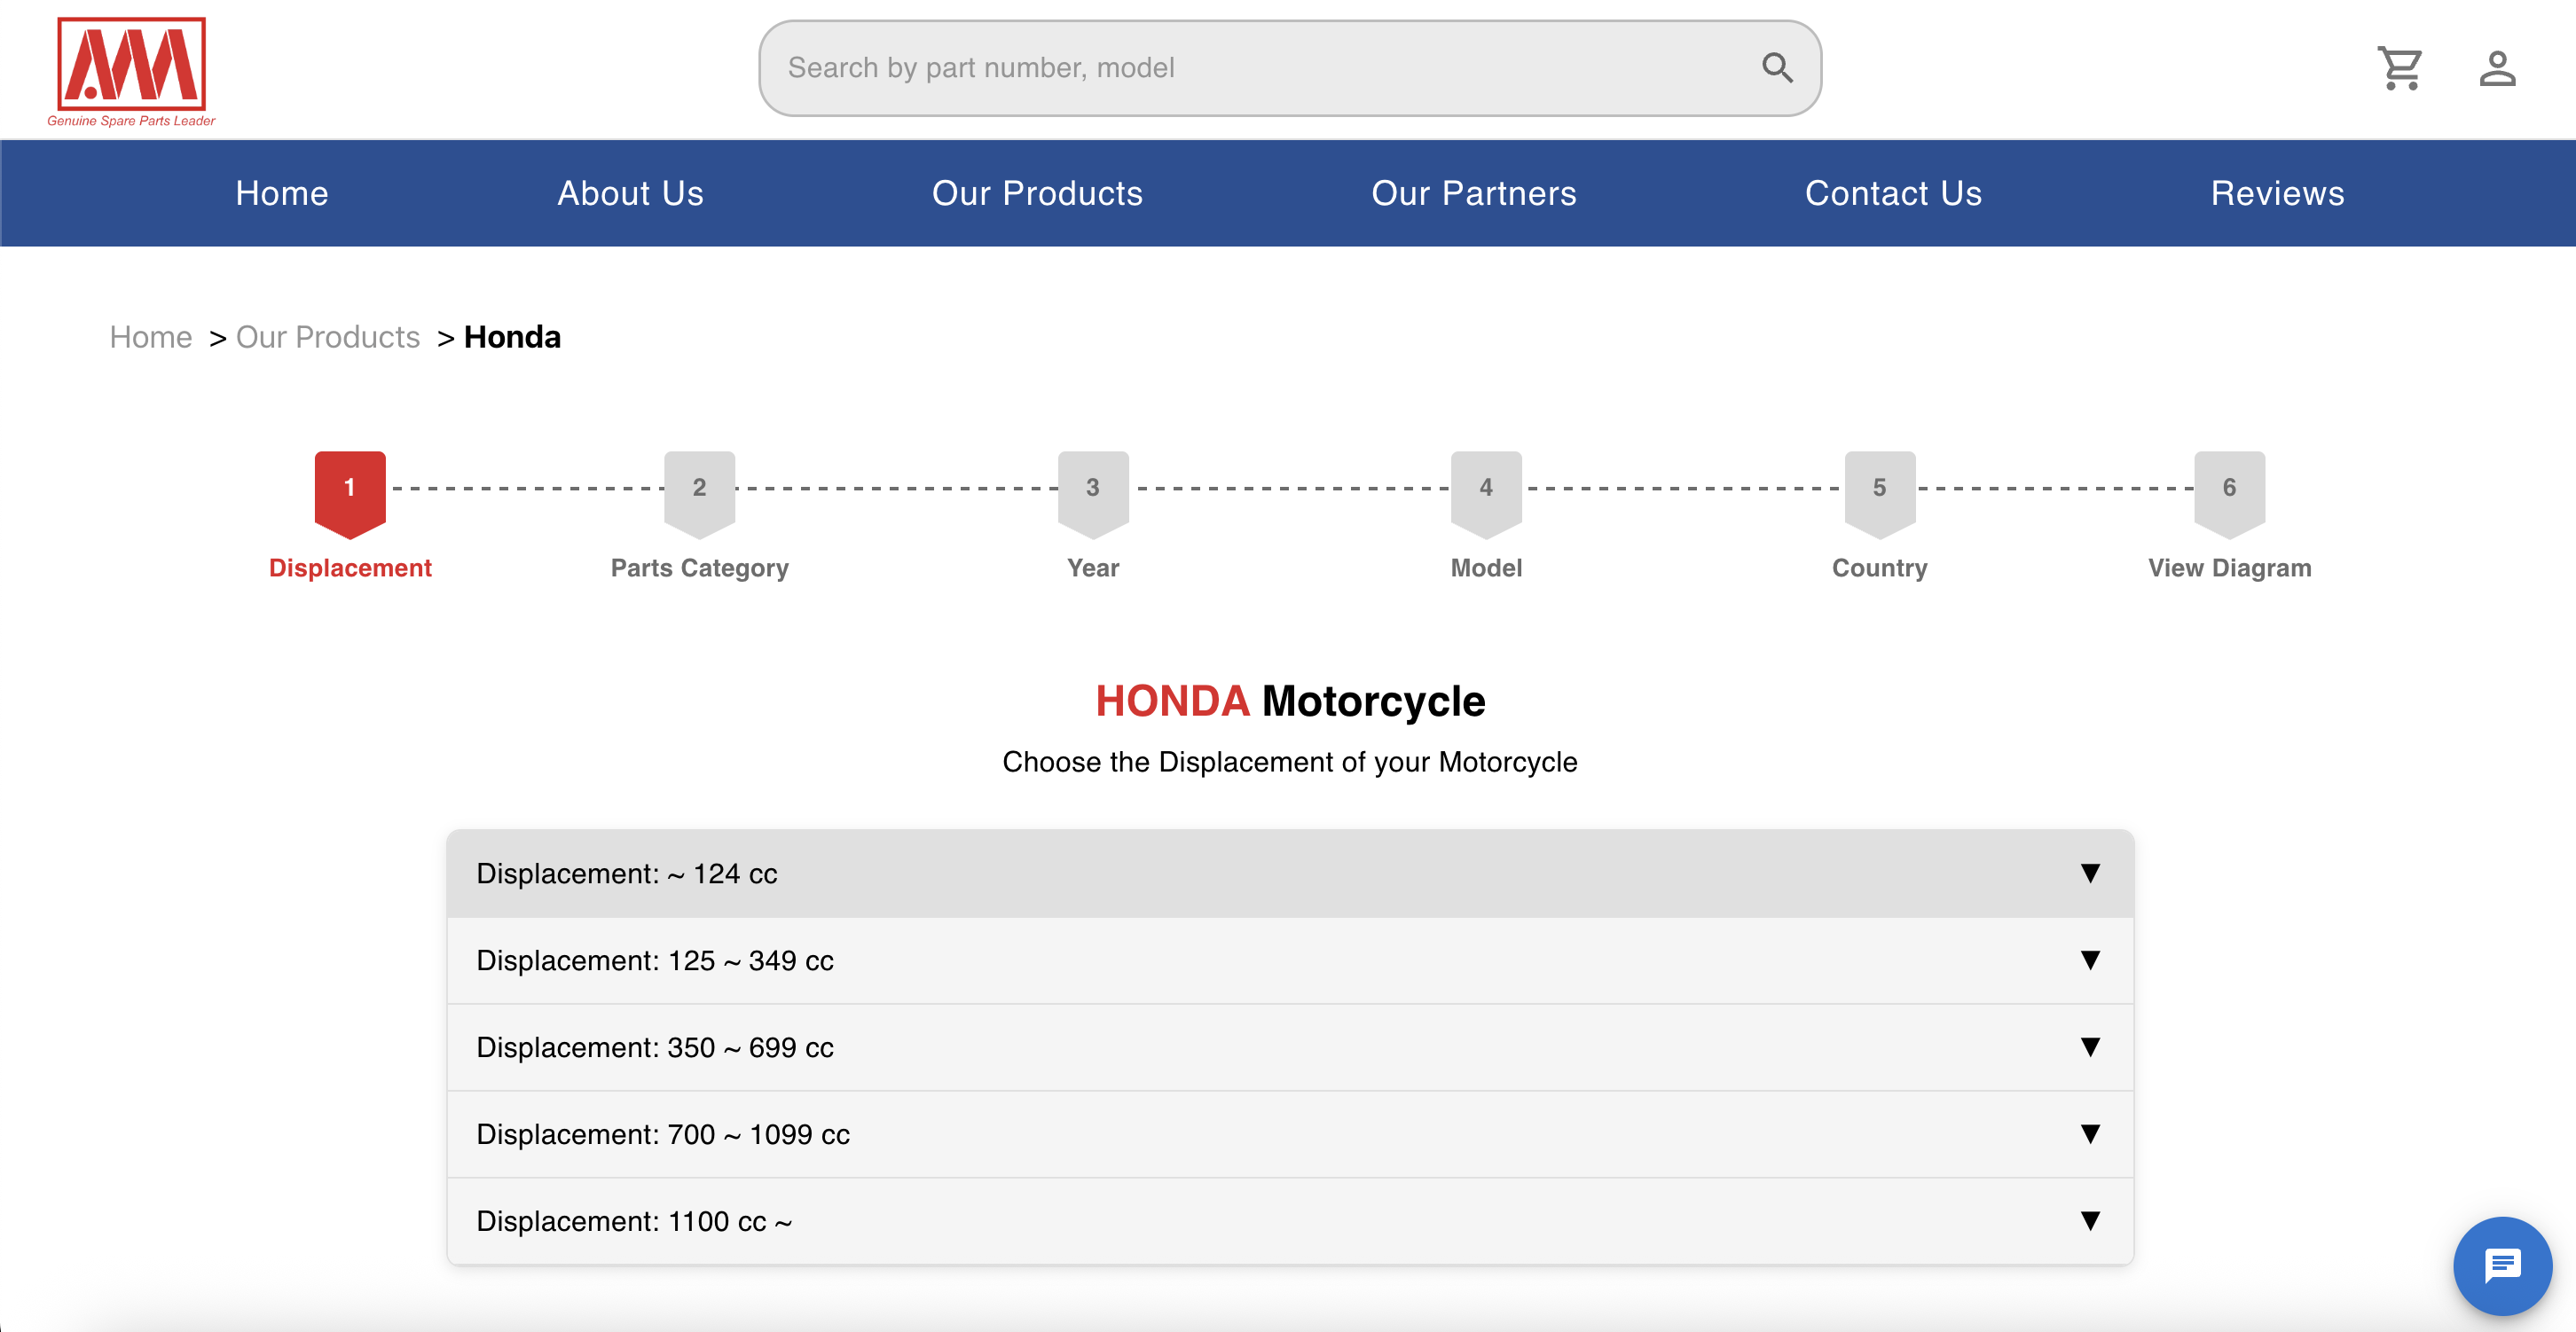 AMM
Genuine Spare Parts Leader
Search by part number, model
Home About Us Our Products Our Partners Contact Us Reviews
Home > Our Products > Honda
1 2 3 4 5 6
Displacement Parts Category Year Model Country View Diagram
HONDA Motorcycle
Choose the Displacement of your Motorcycle
Displacement: ~ 124 cc ▼
Displacement: 125 ~ 349 cc ▼
Displacement: 350 ~ 699 cc ▼
Displacement: 700 ~ 1099 cc ▼
Displacement: 1100 cc ~ ▼